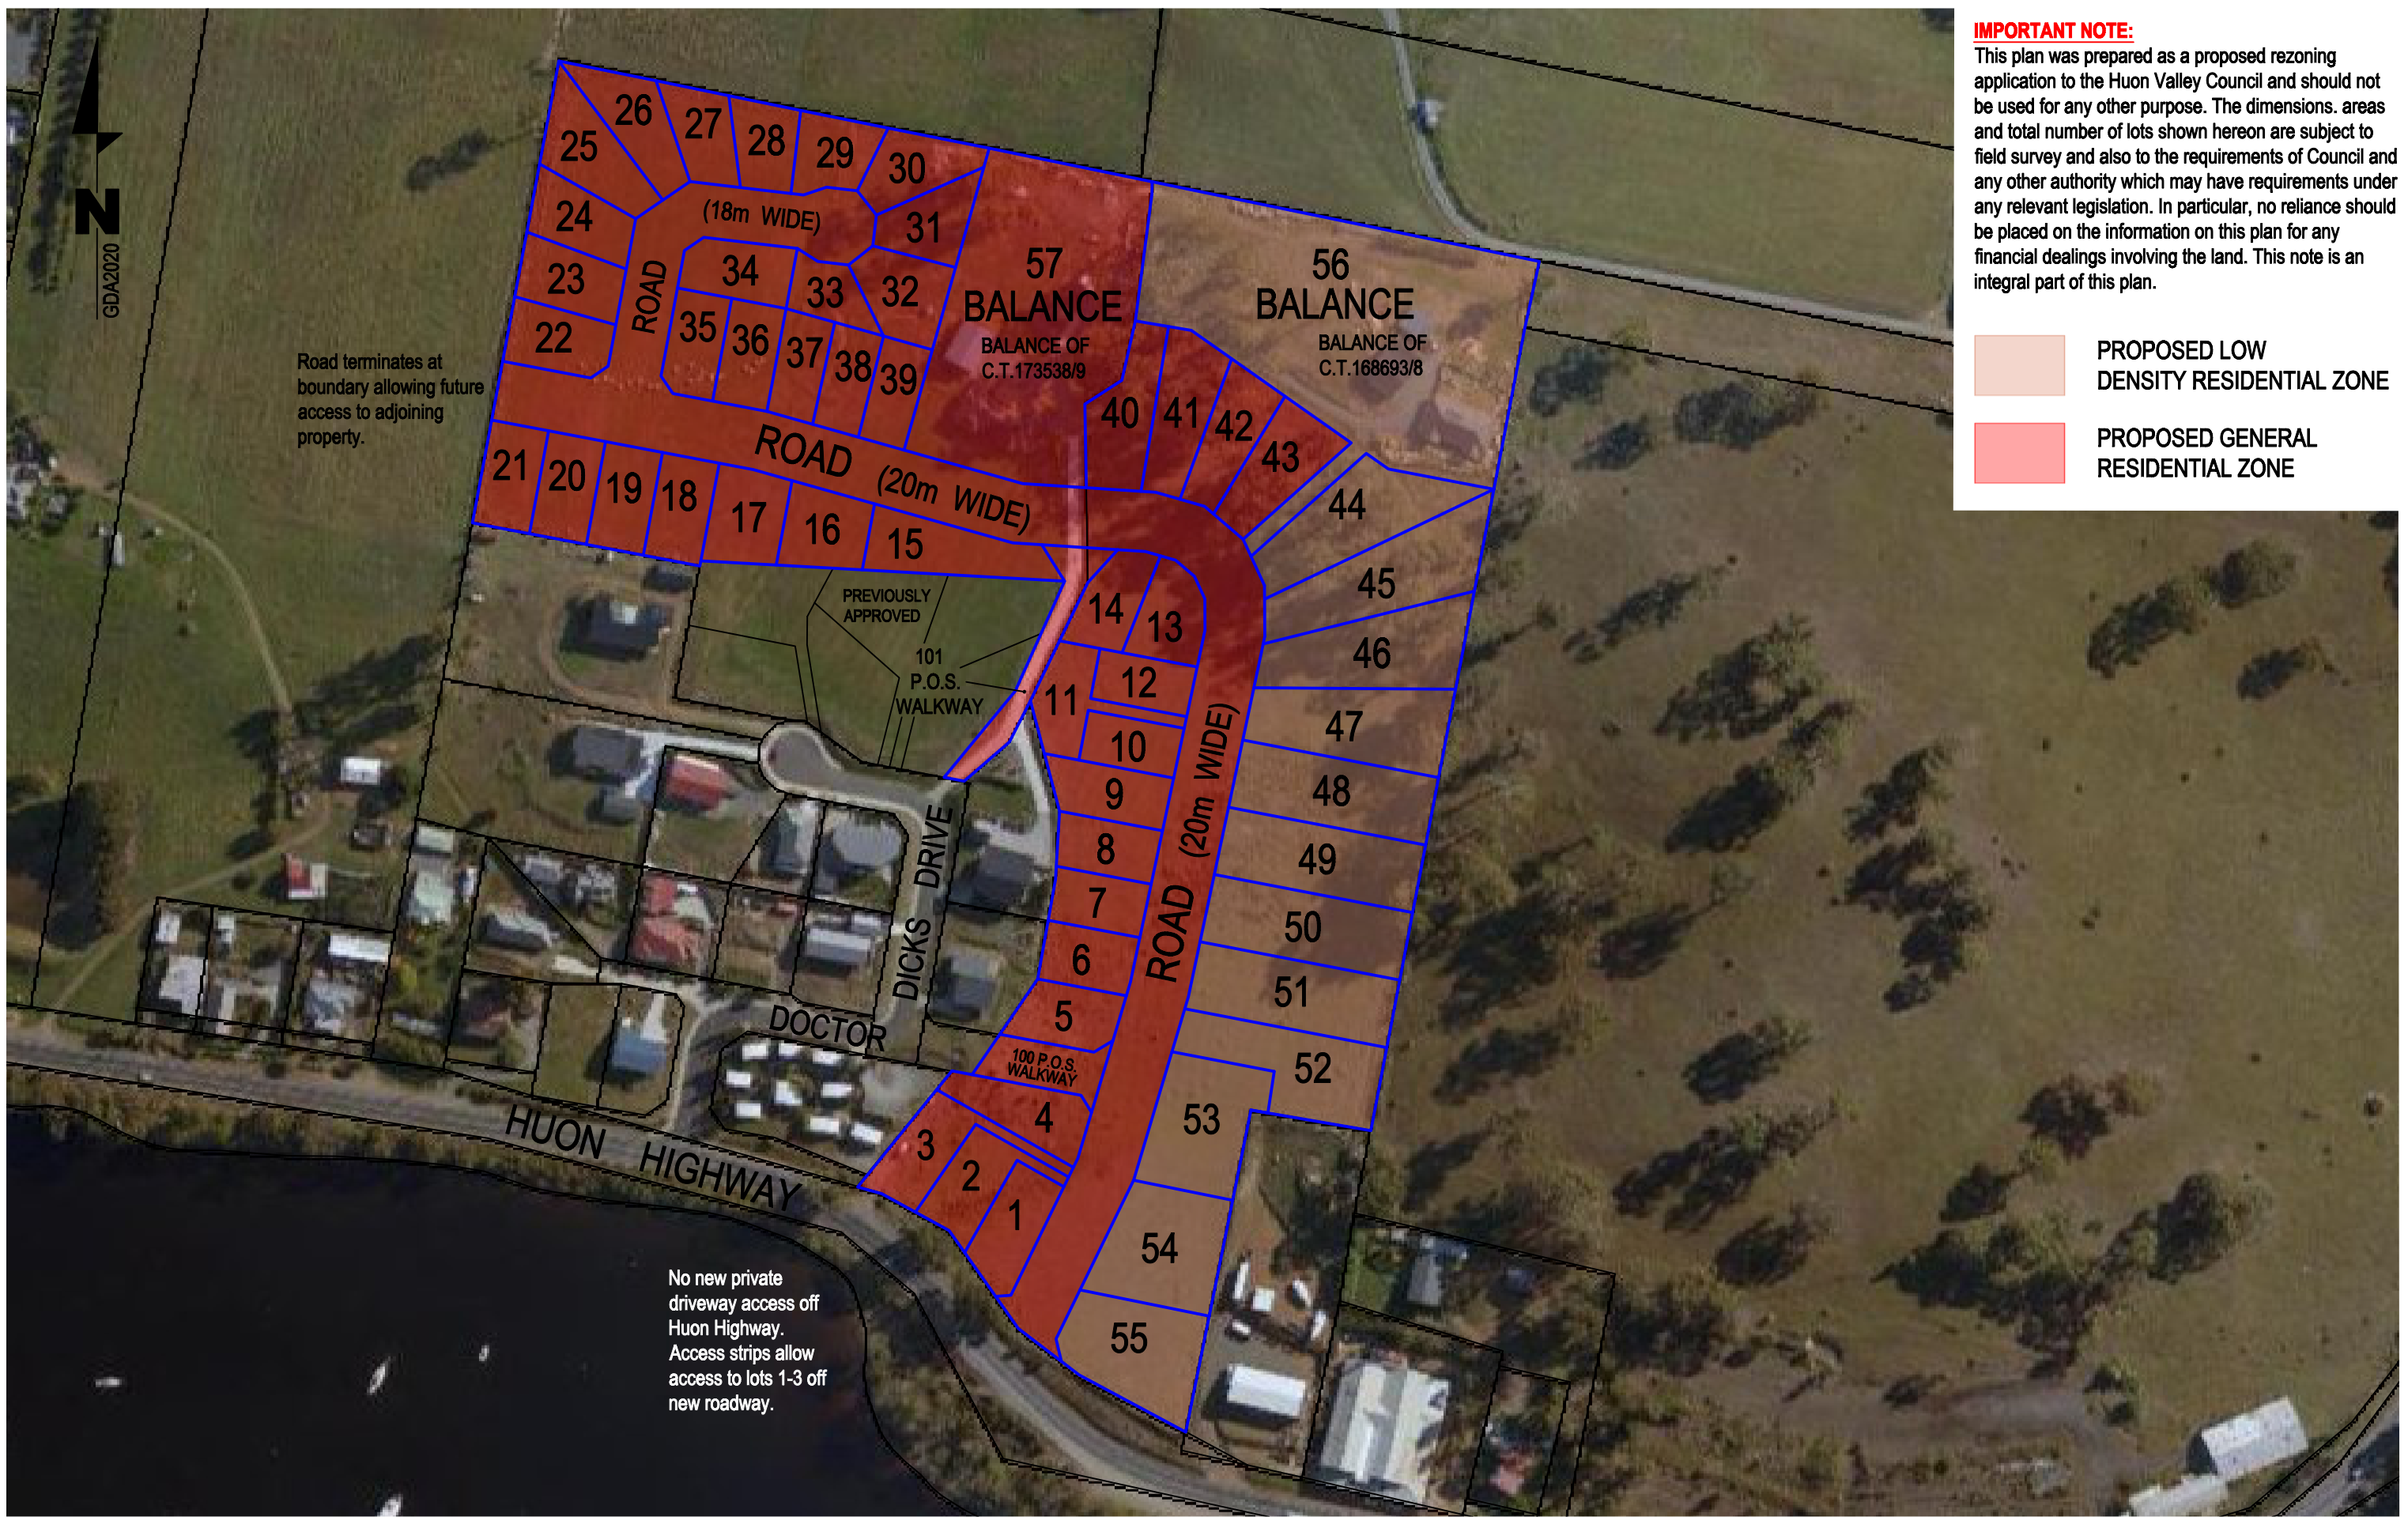 IMPORTANT NOTE:
This plan was prepared as a proposed rezoning
application to the Huon Valley Council and should not
be used for any other purpose. The dimensions. areas
and total number of lots shown hereon are subject to
field survey and also to the requirements of Council and
any other authority which may have requirements under
any relevant legislation. In particular, no reliance should
be placed on the information on this plan for any
financial dealings involving the land. This note is an
integral part of this plan.
PROPOSED LOW
DENSITY RESIDENTIAL ZONE
PROPOSED GENERAL
RESIDENTIAL ZONE
N
GDA2020
Road terminates at
boundary allowing future
access to adjoining
property.
26
27
28
29
30
25
24
31
(18m WIDE)
23
22
ROAD
34
33
32
35
36
37
38
39
57
BALANCE
BALANCE OF
C.T.173538/9
56
BALANCE
BALANCE OF
C.T.168693/8
40
41
42
43
44
45
46
47
48
49
50
51
52
53
54
55
ROAD (20m WIDE)
21
20
19
18
17
16
15
PREVIOUSLY
APPROVED
101
P.O.S.
WALKWAY
14
13
12
11
10
9
8
7
6
5
100 P.O.S.
WALKWAY
4
3
2
1
ROAD (20m WIDE)
DICKS DRIVE
DOCTOR
HUON HIGHWAY
No new private
driveway access off
Huon Highway.
Access strips allow
access to lots 1-3 off
new roadway.